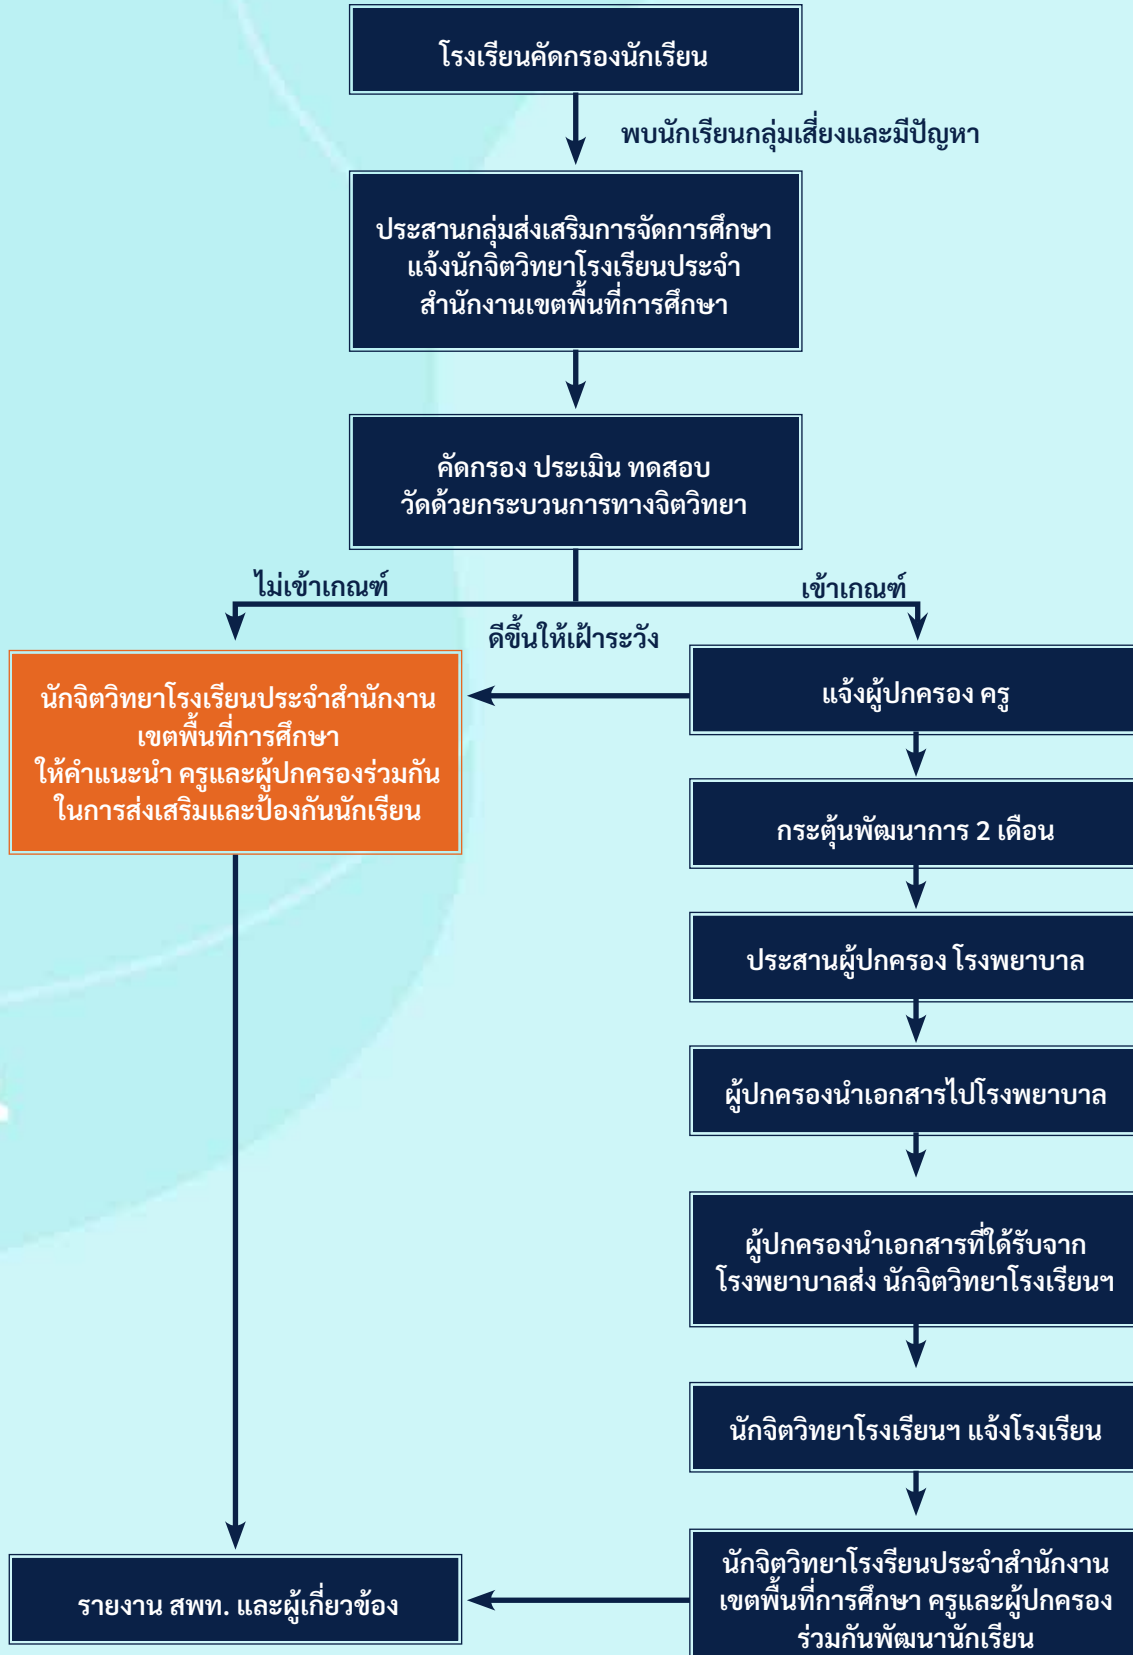 โรงเรียนคัดกรองนักเรียน
พบนักเรียนกลุ่มเสี่ยงและมีปัญหา
ประสานกลุ่มส่งเสริมการจัดการศึกษา
แจ้งนักจิตวิทยาโรงเรียนประจำ
สำนักงานเขตพื้นที่การศึกษา
คัดกรอง ประเมิน ทดสอบ
วัดด้วยกระบวนการทางจิตวิทยา
ไม่เข้าเกณฑ์
เข้าเกณฑ์
ดีขึ้นให้เฝ้าระวัง
นักจิตวิทยาโรงเรียนประจำสำนักงาน
เขตพื้นที่การศึกษา
ให้คำแนะนำ ครูและผู้ปกครองร่วมกัน
ในการส่งเสริมและป้องกันนักเรียน
แจ้งผู้ปกครอง ครู
กระตุ้นพัฒนาการ 2 เดือน
ประสานผู้ปกครอง โรงพยาบาล
ผู้ปกครองนำเอกสารไปโรงพยาบาล
ผู้ปกครองนำเอกสารที่ใด้รับจาก
โรงพยาบาลส่ง นักจิตวิทยาโรงเรียนฯ
นักจิตวิทยาโรงเรียนฯ แจ้งโรงเรียน
นักจิตวิทยาโรงรียนประจำสำนักงาน
เขตพื้นที่การศึกษา ครูและผู้ปกครอง
ร่วมกันพัฒนานักเรียน
รายงาน สพท. และผู้เกี่ยวข้อง